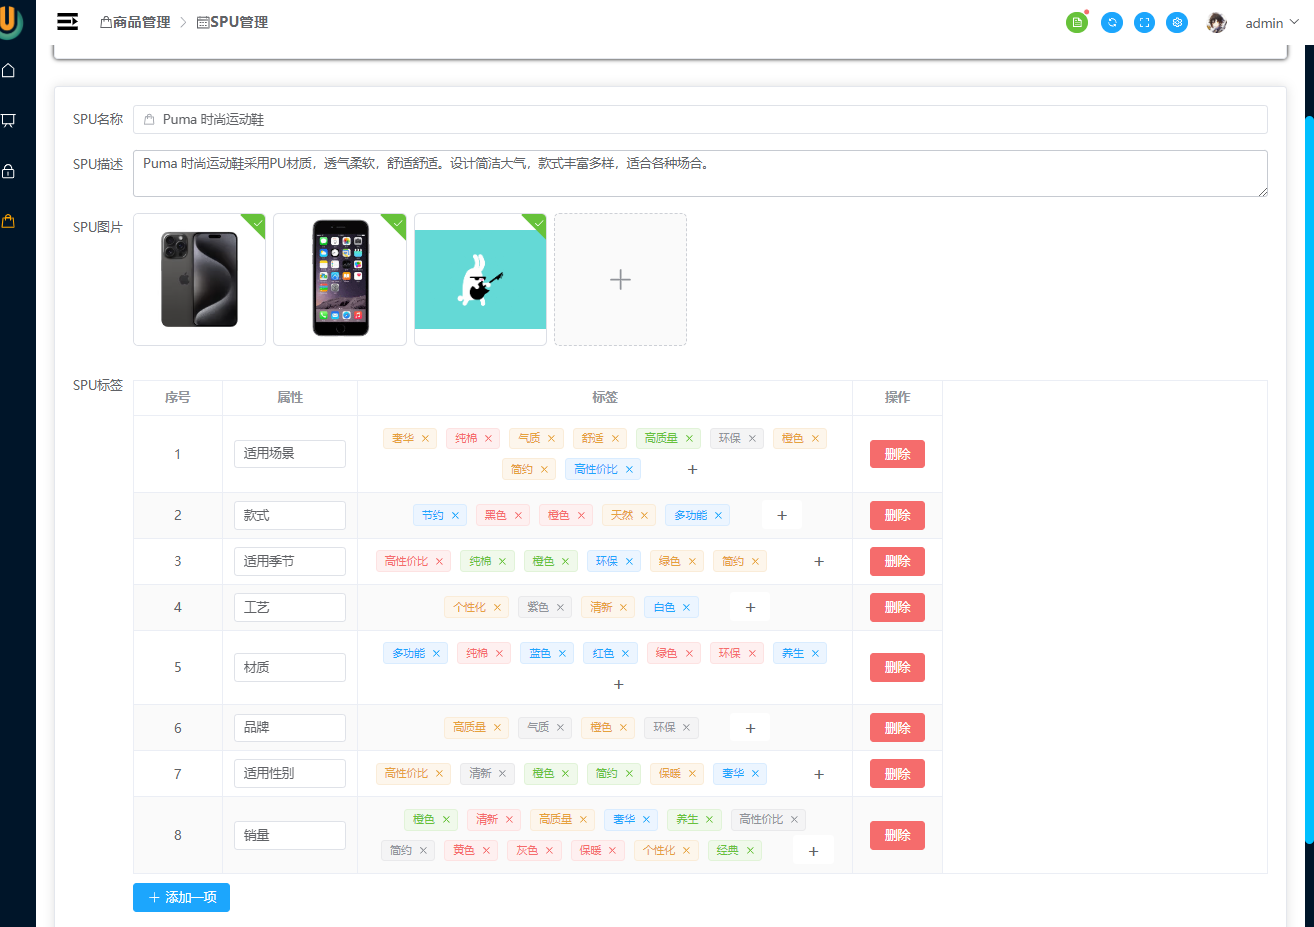 商品管理 > SPU管理
admin
SPU名称 Puma 时尚运动鞋
SPU描述 Puma 时尚运动鞋采用PU材质，透气柔软，舒适舒适。设计简洁大气，款式丰富多样，适合各种场合。
SPU图片
SPU标签
序号 属性 标签 操作
1 适用场景 奢华 纯棉 气质 舒适 高质量 环保 橙色
简约 高性价比 + 删除
2 款式 节约 黑色 橙色 天然 多功能 + 删除
3 适用季节 高性价比 纯棉 橙色 环保 绿色 简约 + 删除
4 工艺 个性化 紫色 清新 白色 + 删除
5 材质 多功能 纯棉 蓝色 红色 绿色 环保 养生
+ 删除
6 品牌 高质量 气质 橙色 环保 + 删除
7 适用性别 高性价比 清新 橙色 简约 保暖 奢华 + 删除
8 销量 橙色 清新 高质量 奢华 养生 高性价比
简约 黄色 灰色 保暖 个性化 经典 + 删除
+ 添加一项